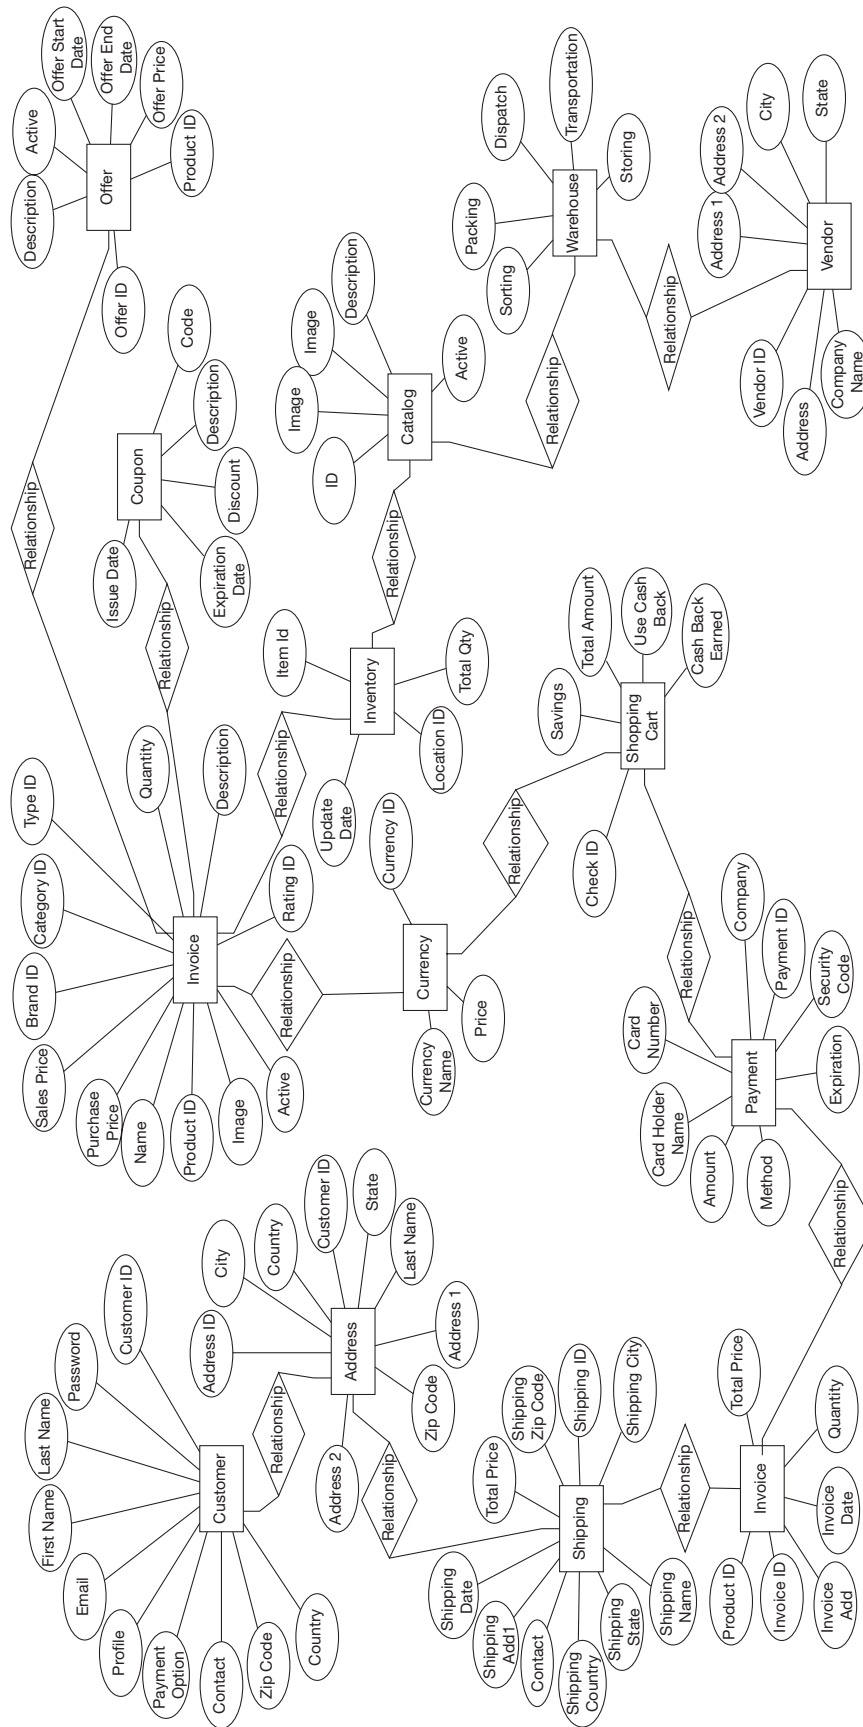 Customer
First Name
Last Name
Password
Customer ID
Email
Profile
Payment
Option
Contact
Zip Code
Country
Relationship
Address
Address ID
City
Country
Customer ID
State
Last Name
Address 1
Zip Code
Address 2
Relationship
Shipping
Total Price
Shipping
Zip Code
Shipping ID
Shipping City
Shipping
Date
Shipping
Add1
Contact
Shipping
Country
Shipping
State
Shipping
Name
Relationship
Invoice
Total Price
Quantity
Invoice
Date
Invoice
Add
Invoice ID
Product ID
Relationship
Payment
Card Holder
Name
Card
Number
Company
Payment ID
Security
Code
Expiration
Method
Amount
Relationship
Shopping
Cart
Check ID
Savings
Total Amount
Use Cash
Back
Cash Back
Earned
Relationship
Currency
Currency ID
Currency
Name
Price
Relationship
Invoice
Sales Price
Brand ID
Category ID
Type ID
Quantity
Description
Rating ID
Purchase
Price
Name
Product ID
Image
Active
Relationship
Inventory
Update
Date
Item Id
Location ID
Total Qty
Relationship
Coupon
Issue Date
Code
Description
Discount
Expiration
Date
Relationship
Offer
Description
Active
Offer Start
Date
Offer End
Date
Offer Price
Product ID
Offer ID
Relationship
Catalog
ID
Image
Image
Description
Active
Relationship
Warehouse
Sorting
Packing
Dispatch
Transportation
Storing
Relationship
Vendor
Vendor ID
Address 1
Address 2
City
State
Address
Company
Name